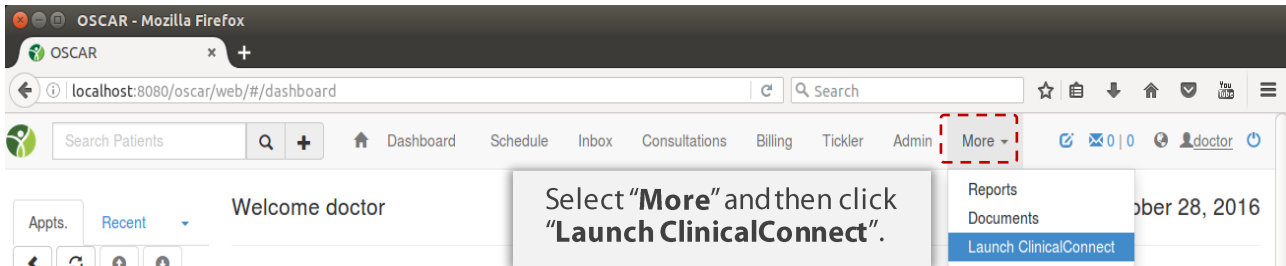 OSCAR - Mozilla Firefox
OSCAR
localhost:8080/oscar/web/#/dashboard
Search
You
Tube
Search Patients
Dashboard
Schedule
Inbox
Consultations
Billing
Tickler
Admin
More
0 | 0
doctor
Appts.
Recent
Welcome doctor
Select “More” and then click
“Launch ClinicalConnect”.
Reports
Documents
Launch ClinicalConnect
ober 28, 2016